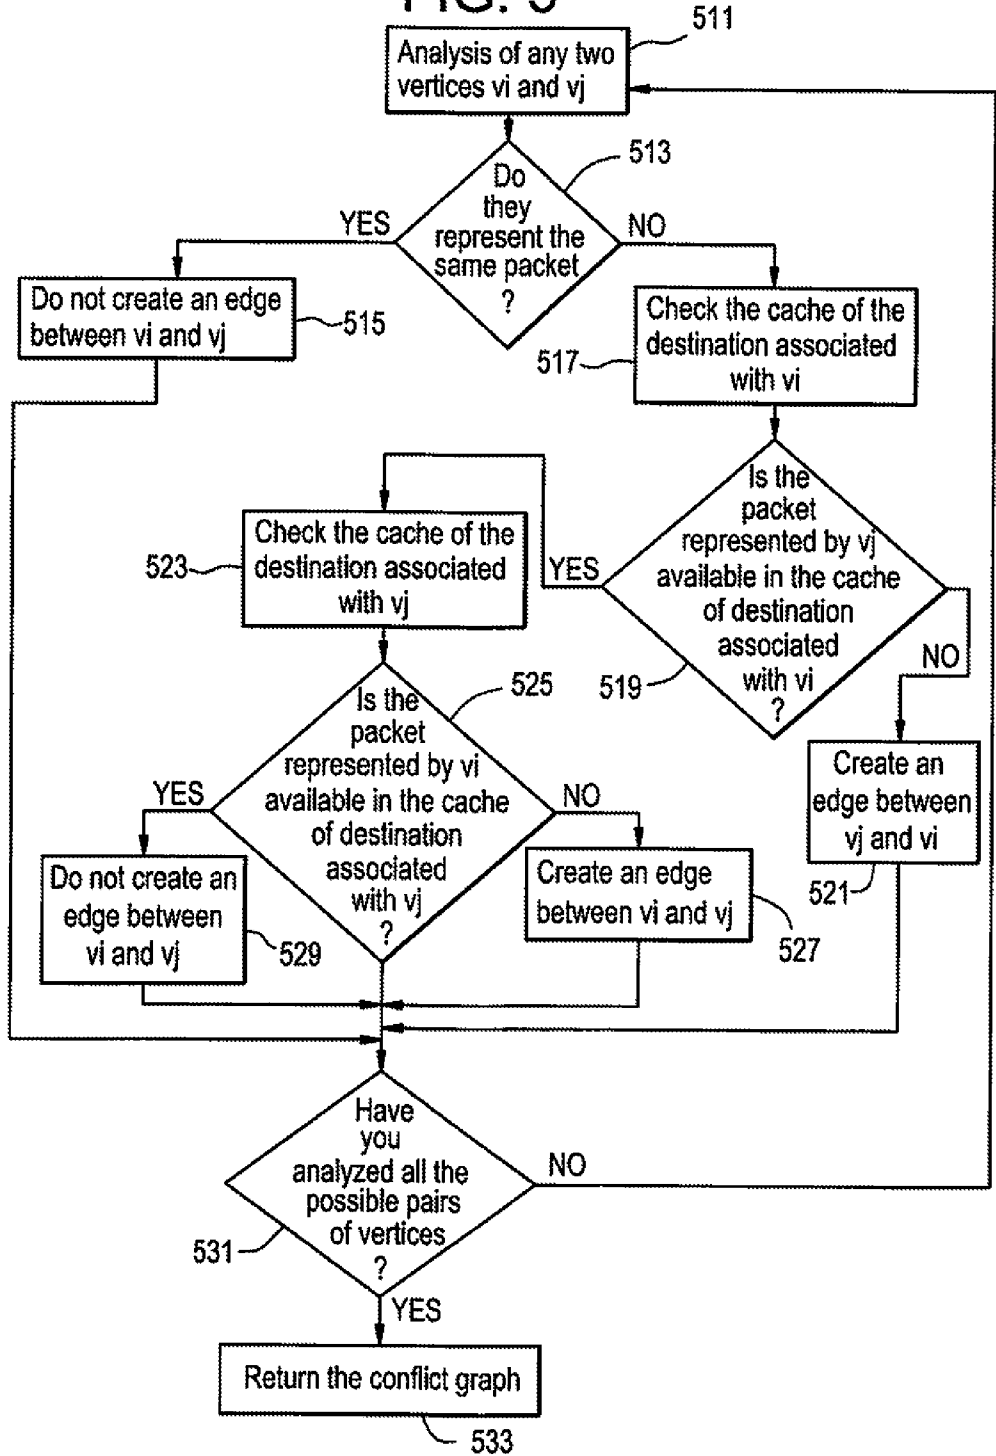 511
Analysis of any two
vertices vi and vj
513
Do
they
represent the
same packet
?
YES
NO
Do not create an edge
between vi and vj
515
Check the cache of the
destination associated
with vi
517
Is the
packet
represented by vj
available in the cache
of destination
associated
with vi
?
YES
NO
519
Check the cache of the
destination associated
with vj
523
525
Is the
packet
represented by vi
available in the cache
of destination
associated
with vj
?
YES
NO
Create an
edge between
vj and vi
521
Do not create an
edge between
vi and vj
529
Create an edge
between vi and vj
527
Have
you
analyzed all the
possible pairs
of vertices
?
NO
531
YES
Return the conflict graph
533